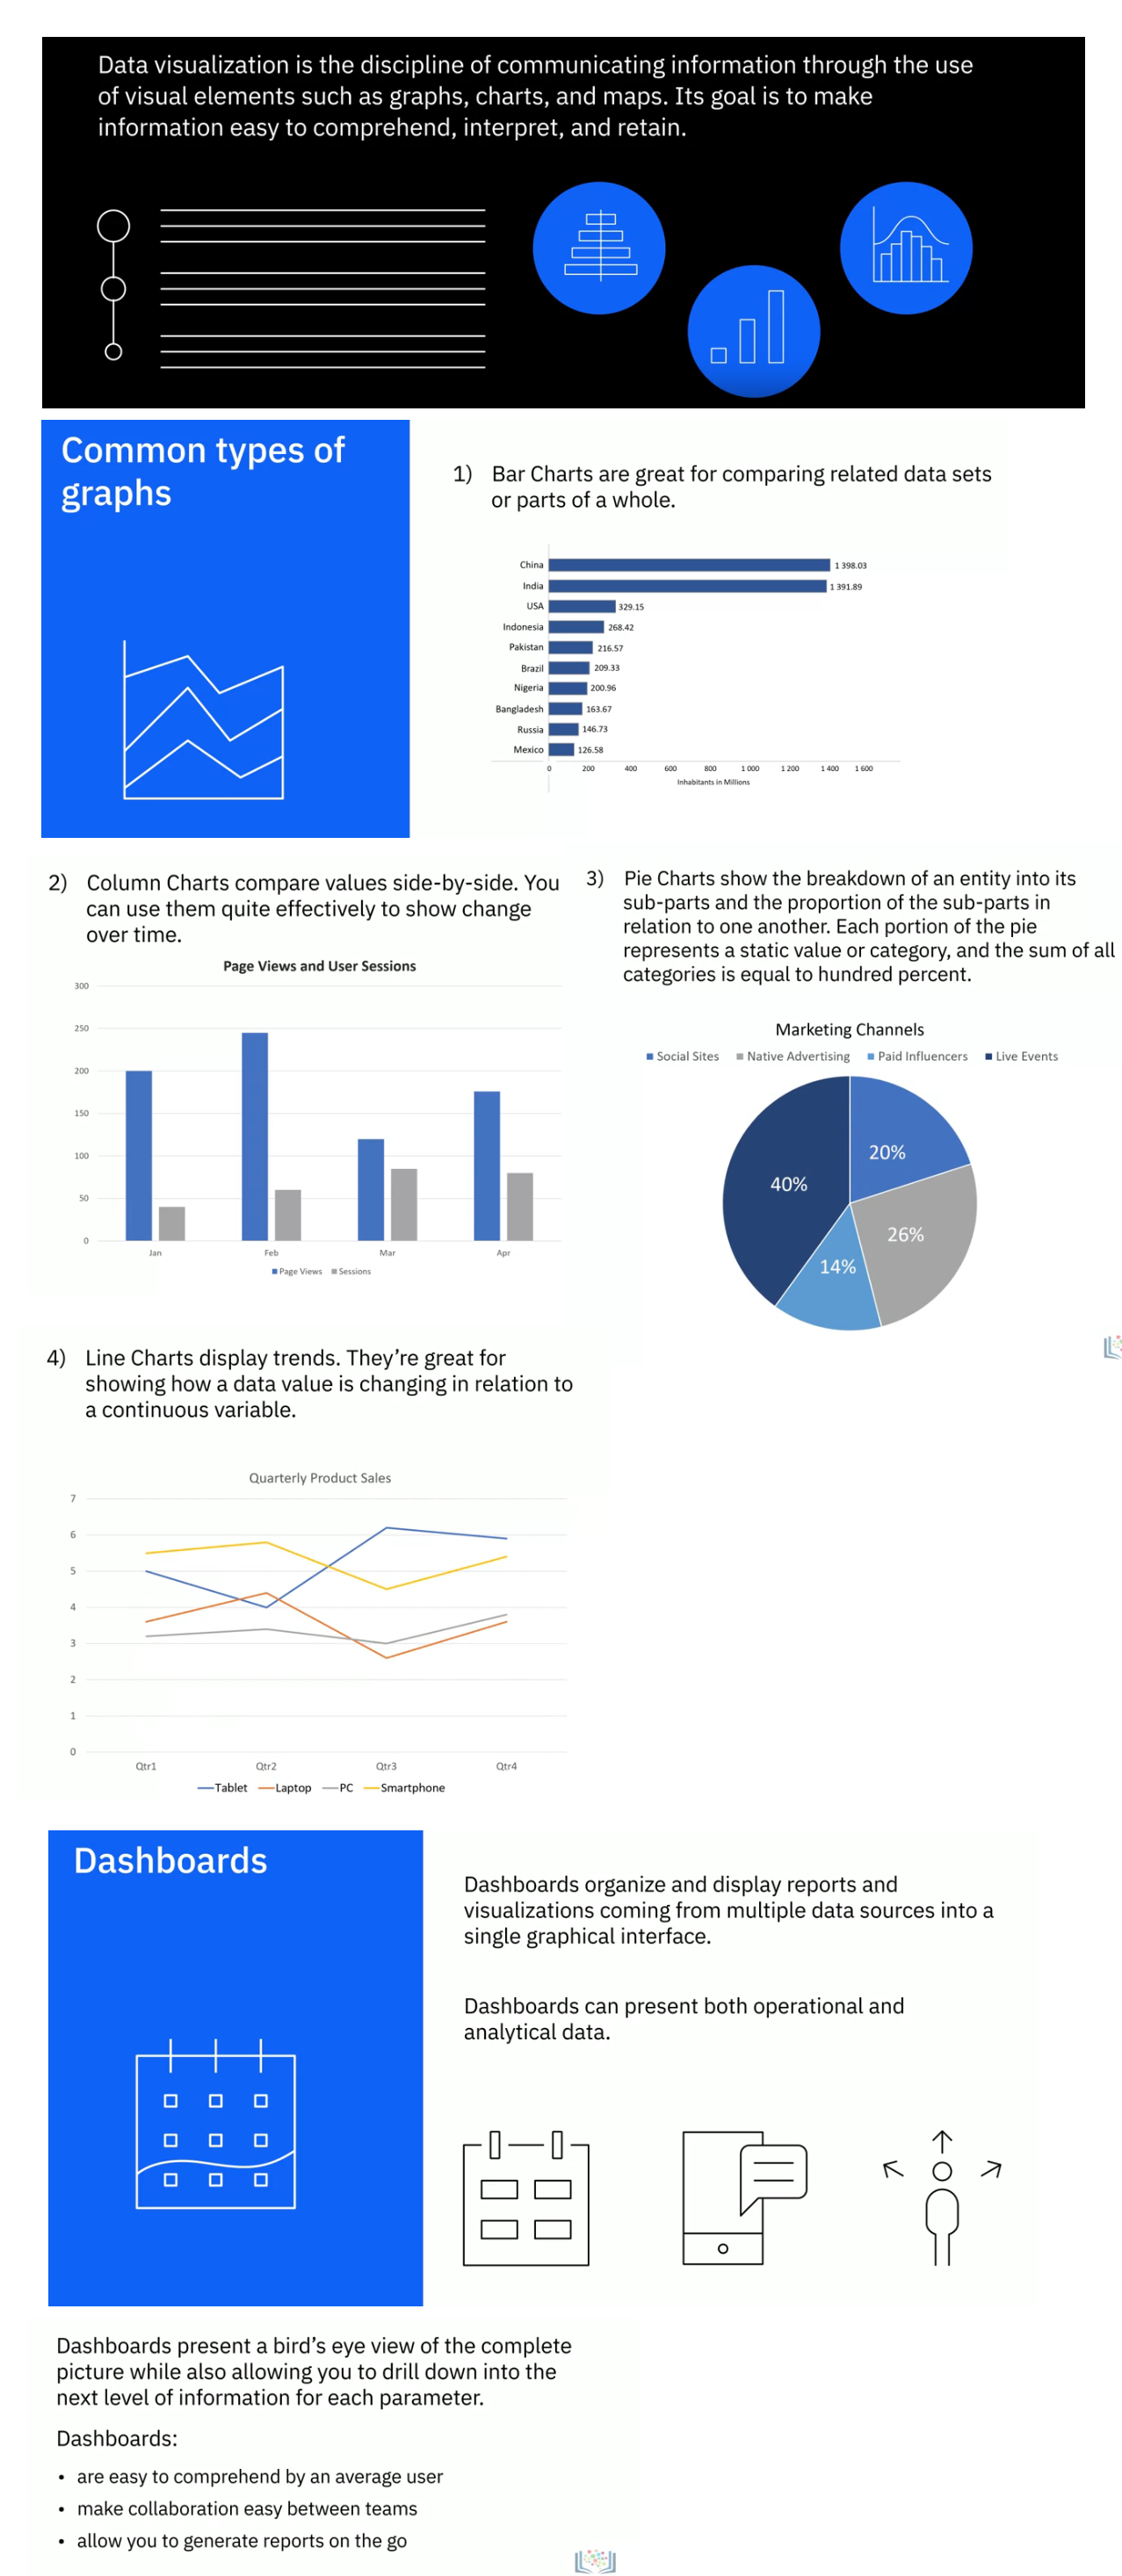 Data visualization is the discipline of communicating information through the use
of visual elements such as graphs, charts, and maps. Its goal is to make
information easy to comprehend, interpret, and retain.
Common types of
graphs
1) Bar Charts are great for comparing related data sets
or parts of a whole.
China 1 398.03
India 1 391.89
USA 329.15
Indonesia 268.42
Pakistan 216.57
Brazil 209.33
Nigeria 200.96
Bangladesh 163.67
Russia 146.73
Mexico 126.58
0 200 400 600 800 1 000 1 200 1 400 1 600
Inhabitants in Millions
2) Column Charts compare values side-by-side. You
can use them quite effectively to show change
over time.
Page Views and User Sessions
300
250
200
150
100
50
0
Jan Feb Mar Apr
Page Views Sessions
3) Pie Charts show the breakdown of an entity into its
sub-parts and the proportion of the sub-parts in
relation to one another. Each portion of the pie
represents a static value or category, and the sum of all
categories is equal to hundred percent.
Marketing Channels
Social Sites Native Advertising Paid Influencers Live Events
20%
40%
26%
14%
4) Line Charts display trends. They’re great for
showing how a data value is changing in relation to
a continuous variable.
Quarterly Product Sales
7
6
5
4
3
2
1
0
Qtr1 Qtr2 Qtr3 Qtr4
Tablet Laptop PC Smartphone
Dashboards
Dashboards organize and display reports and
visualizations coming from multiple data sources into a
single graphical interface.
Dashboards can present both operational and
analytical data.
Dashboards present a bird’s eye view of the complete
picture while also allowing you to drill down into the
next level of information for each parameter.
Dashboards:
• are easy to comprehend by an average user
• make collaboration easy between teams
• allow you to generate reports on the go